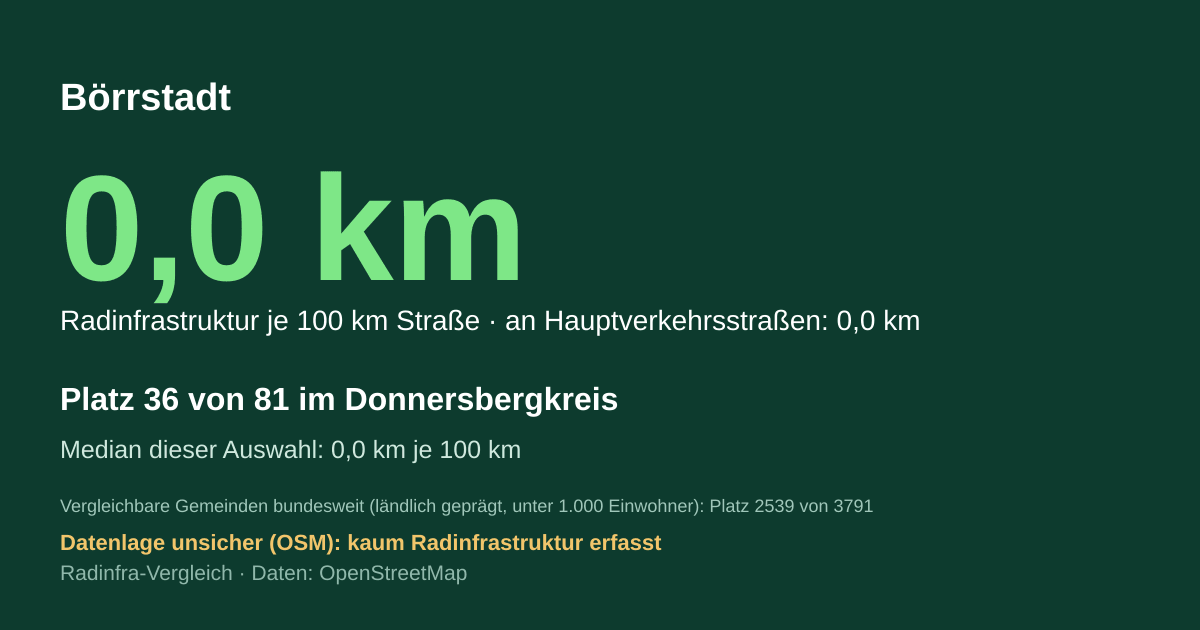 Börrstadt
0,0 km
Radinfrastruktur je 100 km Straße · an Hauptverkehrsstraßen: 0,0 km
Platz 36 von 81 im Donnersbergkreis
Median dieser Auswahl: 0,0 km je 100 km
Vergleichbare Gemeinden bundesweit (ländlich geprägt, unter 1.000 Einwohner): Platz 2539 von 3791
Datenlage unsicher (OSM): kaum Radinfrastruktur erfasst
Radinfra-Vergleich · Daten: OpenStreetMap